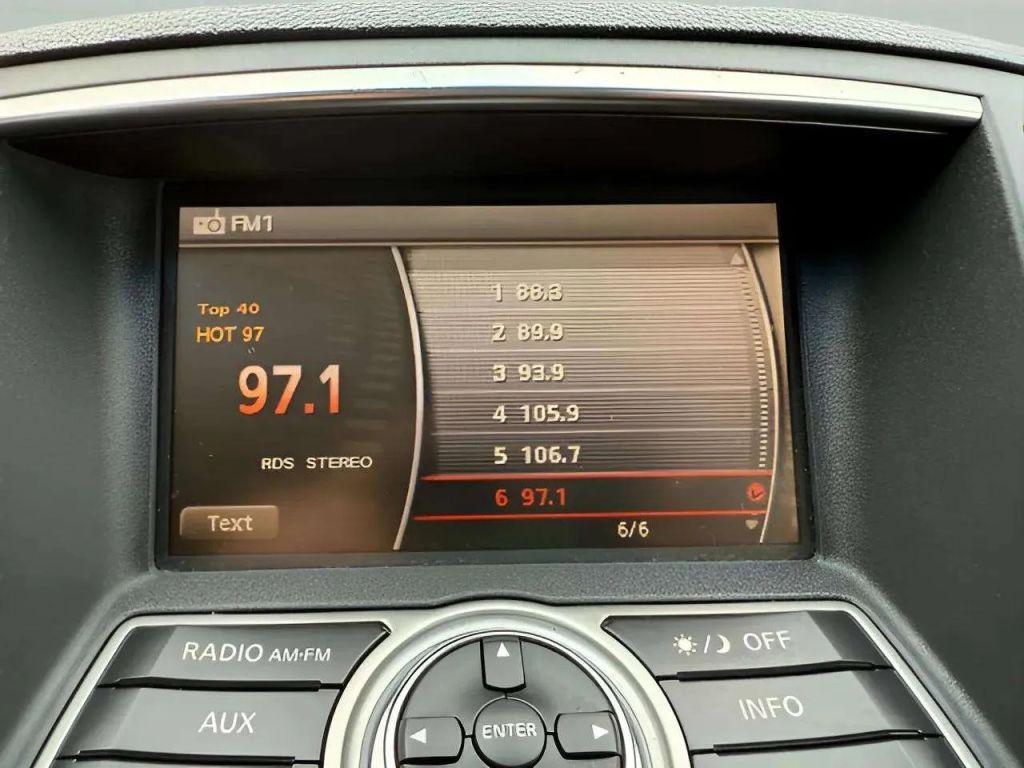 FM1
Top 40
HOT 97
97.1
RDS STEREO
Text
1 88.3
2 89.9
3 93.9
4 105.9
5 106.7
6 97.1
6/6
RADIO AM•FM
AUX
ENTER
/ OFF
INFO